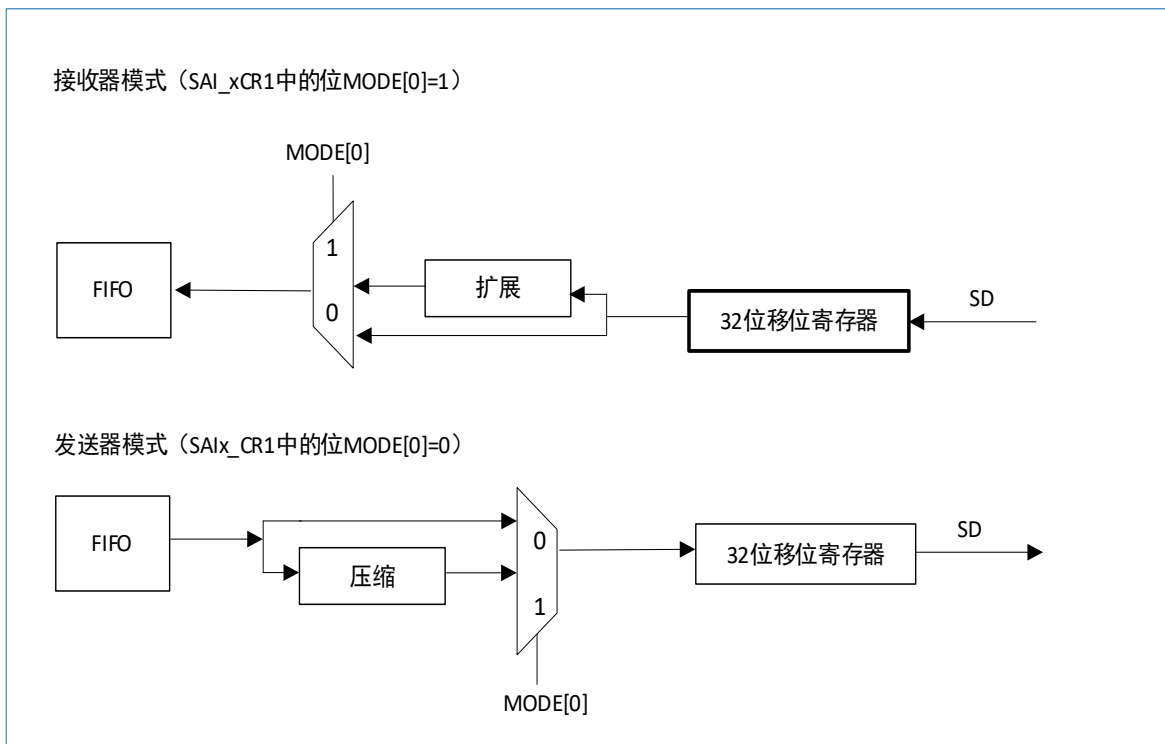 接收器模式（SAI_xCR1中的位MODE[0]=1）
MODE[0]
1
FIFO
扩展
0
32位移位寄存器
SD
发送器模式（SAIx_CR1中的位MODE[0]=0）
FIFO
压缩
0
1
32位移位寄存器
SD
MODE[0]